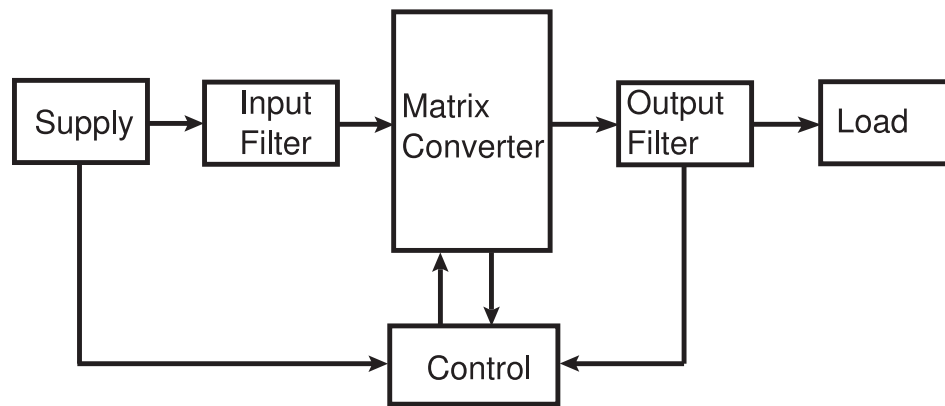 Supply
Input
Filter
Matrix
Converter
Output
Filter
Load
Control